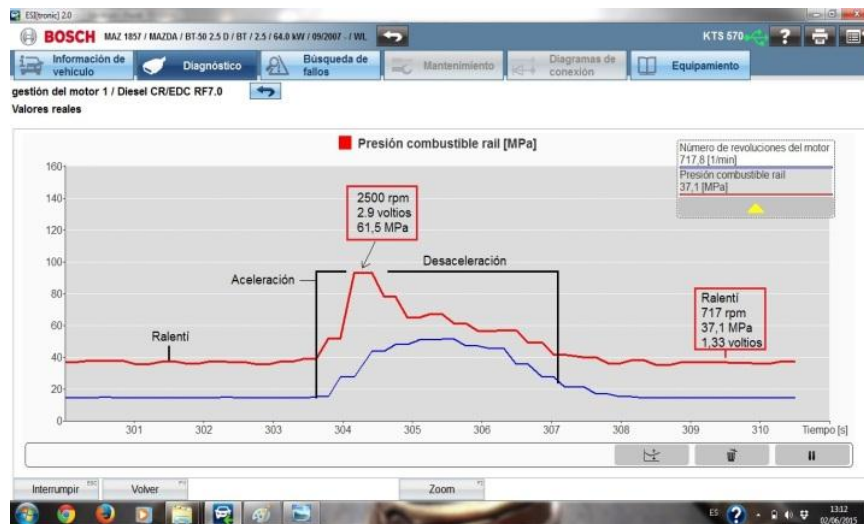 ESI[tronic] 2.0
BOSCH MAZ 1857 / MAZDA / BT-50 2.5 D / BT / 2.5 / 64.0 kW / 09/2007 - / WL
KTS 570
?
Información de vehículo
Diagnóstico
Búsqueda de fallos
Mantenimiento
Diagramas de conexión
Equipamiento
gestión del motor 1 / Diesel CR/EDC RF7.0
Valores reales
Presión combustible rail [MPa]
Número de revoluciones del motor
717,8 [1/min]
Presión combustible rail
37,1 [MPa]
160
140
120
100
80
60
40
20
0
2500 rpm
2.9 voltios
61,5 MPa
Aceleración
Desaceleración
Ralentí
Ralentí
717 rpm
37,1 MPa
1,33 voltios
301 302 303 304 305 306 307 308 309 310 Tiempo [s]
Interrumpir
Volver
Zoom
ES
?
13:12
02/06/2015